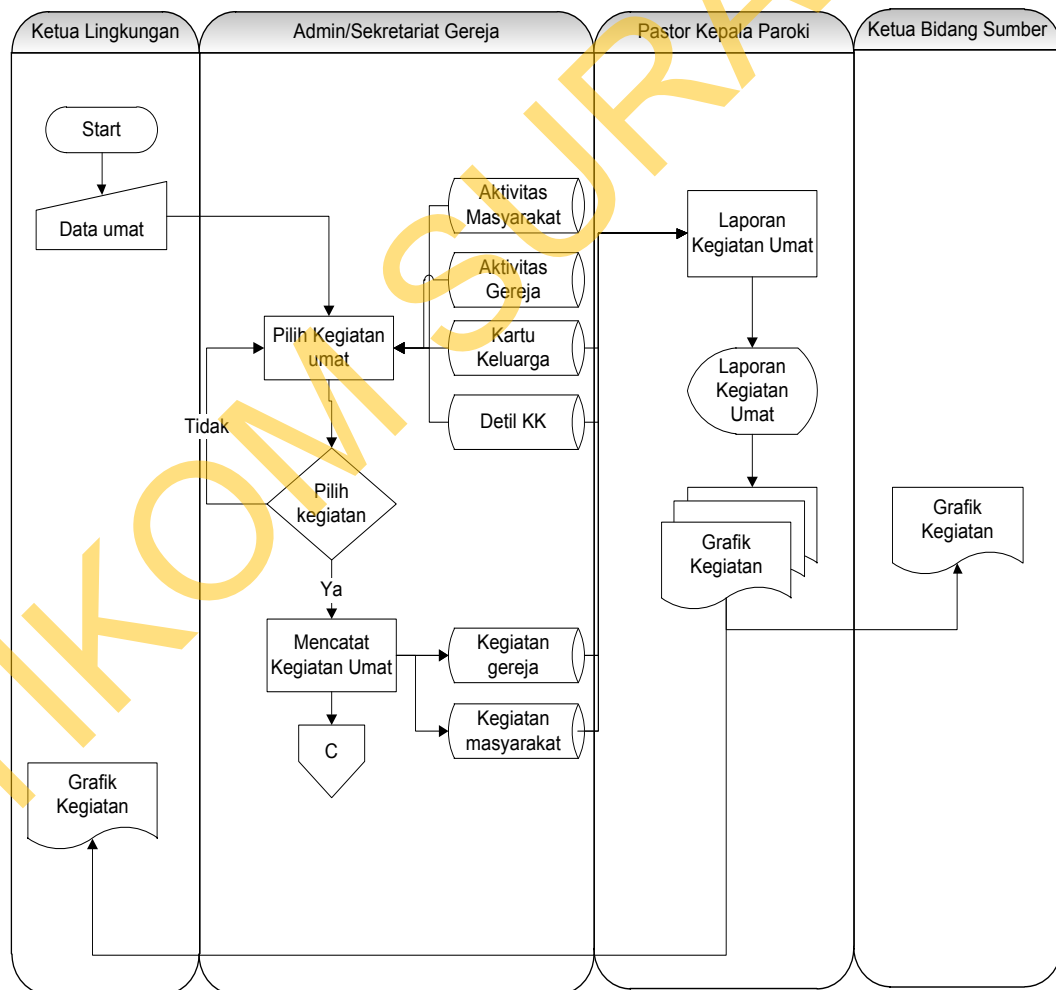 Ketua Lingkungan
Admin/Sekretariat Gereja
Pastor Kepala Paroki
Ketua Bidang Sumber
Start
Data umat
Aktivitas
Masyarakat
Aktivitas
Gereja
Pilih Kegiatan
umat
Kartu
Keluarga
Detil KK
Tidak
Pilih
kegiatan
Ya
Mencatat
Kegiatan Umat
Kegiatan
gereja
Kegiatan
masyarakat
C
Laporan
Kegiatan Umat
Laporan
Kegiatan
Umat
Grafik
Kegiatan
Grafik
Kegiatan
Grafik
Kegiatan
IKOM SURA